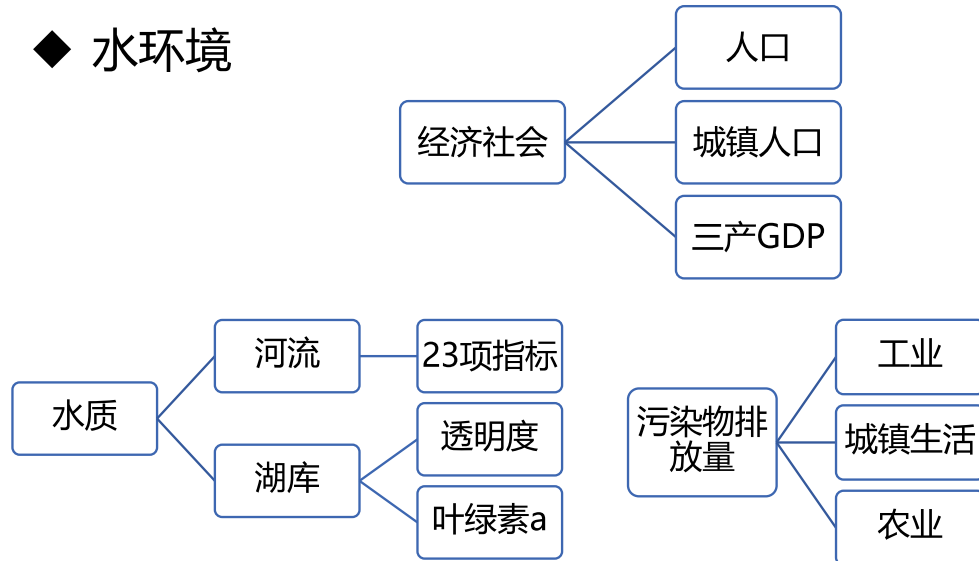 ◆ 水环境
人口
经济社会
城镇人口
三产GDP
水质
河流
23项指标
湖库
透明度
叶绿素a
污染物排
放量
工业
城镇生活
农业